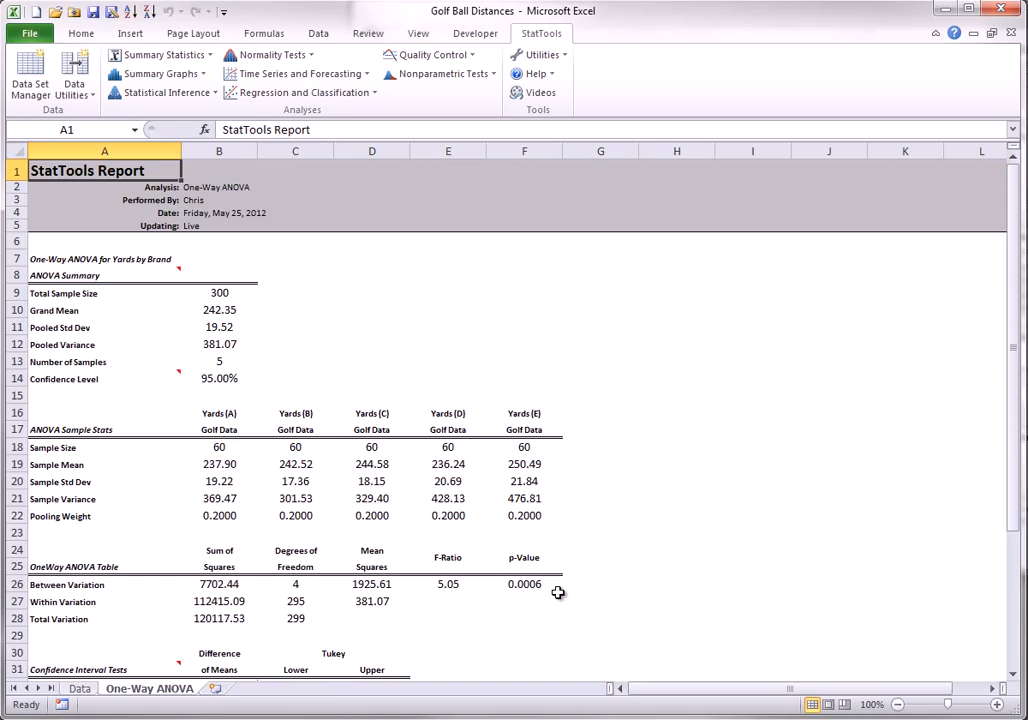 Golf Ball Distances - Microsoft Excel
File Home Insert Page Layout Formulas Data Review View Developer StatTools
Data Set Manager
Data Utilities
Data
Summary Statistics
Summary Graphs
Statistical Inference
Normality Tests
Time Series and Forecasting
Regression and Classification
Quality Control
Nonparametric Tests
Analyses
Utilities
Help
Videos
Tools
A1 fx StatTools Report
A B C D E F G H I J K L
1 StatTools Report
2 Analysis: One-Way ANOVA
3 Performed By: Chris
4 Date: Friday, May 25, 2012
5 Updating: Live
6
7 One-Way ANOVA for Yards by Brand
8 ANOVA Summary
9 Total Sample Size 300
10 Grand Mean 242.35
11 Pooled Std Dev 19.52
12 Pooled Variance 381.07
13 Number of Samples 5
14 Confidence Level 95.00%
15
16 Yards (A) Yards (B) Yards (C) Yards (D) Yards (E)
17 ANOVA Sample Stats Golf Data Golf Data Golf Data Golf Data Golf Data
18 Sample Size 60 60 60 60 60
19 Sample Mean 237.90 242.52 244.58 236.24 250.49
20 Sample Std Dev 19.22 17.36 18.15 20.69 21.84
21 Sample Variance 369.47 301.53 329.40 428.13 476.81
22 Pooling Weight 0.2000 0.2000 0.2000 0.2000 0.2000
23
24 Sum of Degrees of Mean F-Ratio p-Value
25 OneWay ANOVA Table Squares Freedom Squares
26 Between Variation 7702.44 4 1925.61 5.05 0.0006
27 Within Variation 112415.09 295 381.07
28 Total Variation 120117.53 299
29
30 Difference Tukey
31 Confidence Interval Tests of Means Lower Upper
Data One-Way ANOVA
Ready 100%